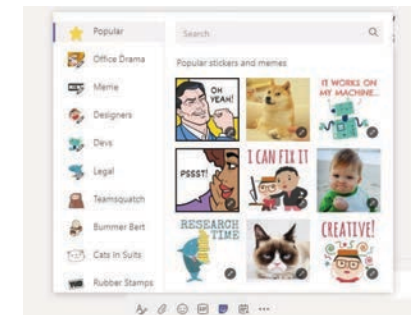 Popular
Office Drama
Meme
Designers
Devs
Legal
Teamsquatch
Bummer Bert
Cats In Suits
Rubber Stamps
Search
Popular stickers and memes
OH
YEAH!
IT WORKS ON
MY MACHINE...
PSSST!
I CAN FIX IT
RESEARCH
TIME
CREATIVE!
GIF